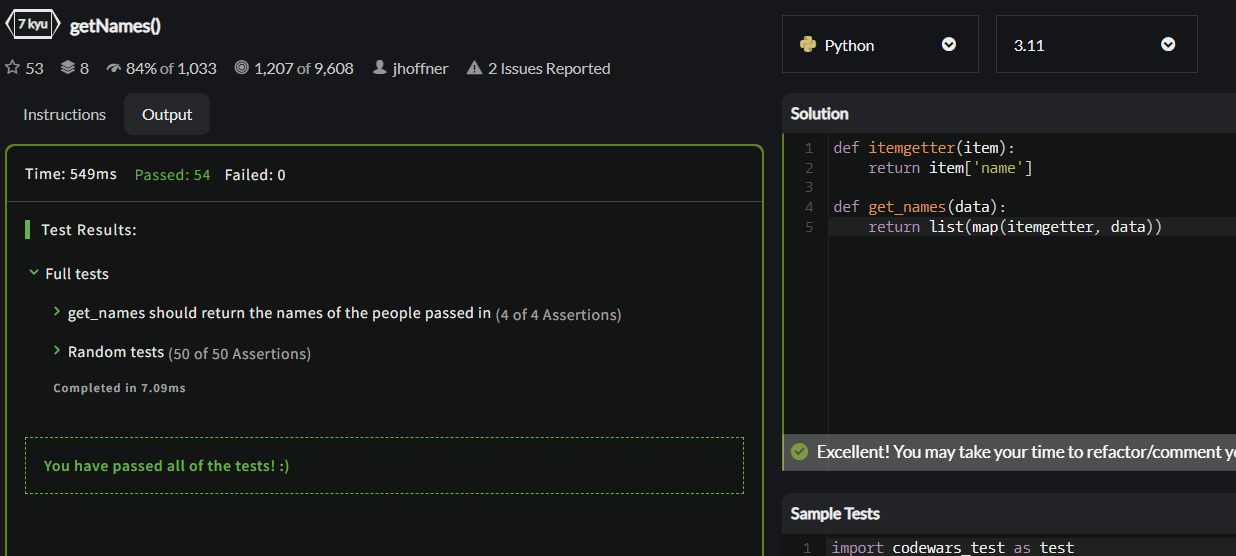 7 kyu getNames()
53 8 84% of 1,033 1,207 of 9,608 jhoffner 2 Issues Reported
Instructions Output
Time: 549ms Passed: 54 Failed: 0
Test Results:
Full tests
get_names should return the names of the people passed in (4 of 4 Assertions)
Random tests (50 of 50 Assertions)
Completed in 7.09ms
You have passed all of the tests! :)
Python 3.11
Solution
1 def itemgetter(item):
2 return item['name']
3
4 def get_names(data):
5 return list(map(itemgetter, data))
Excellent! You may take your time to refactor/comment
Sample Tests
1 import codewars_test as test